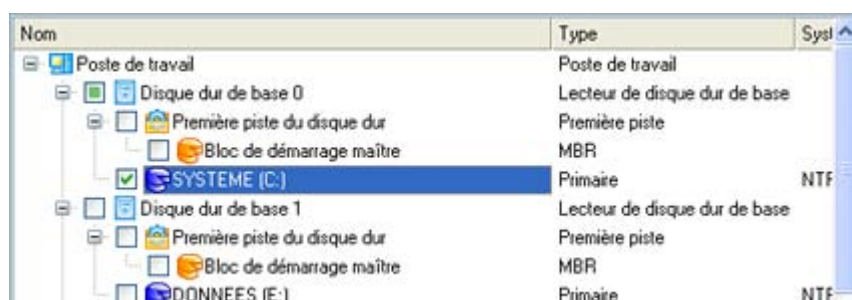 Nom Type Syst
Poste de travail Poste de travail
Disque dur de base 0 Lecteur de disque dur de base
Première piste du disque dur Première piste
Bloc de démarrage maître MBR
SYSTEME (C:) Primaire NTF
Disque dur de base 1 Lecteur de disque dur de base
Première piste du disque dur Première piste
Bloc de démarrage maître MBR
DONNEES (E:) Primaire NTF